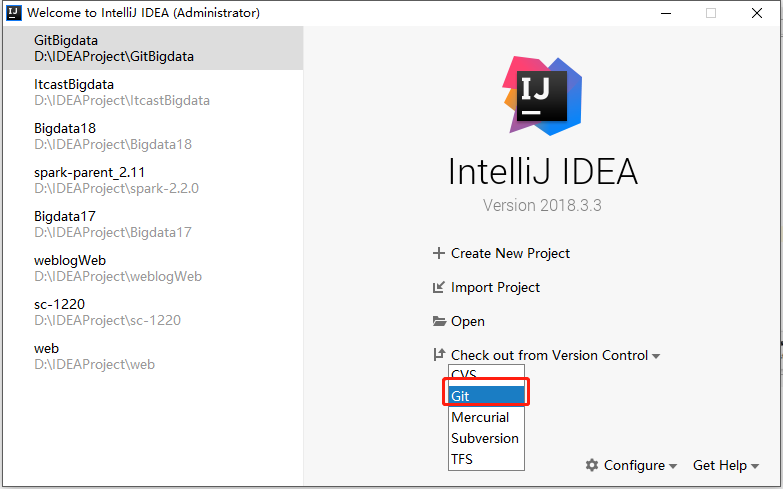 Welcome to IntelliJ IDEA (Administrator)
GitBigdata
D:\IDEAProject\GitBigdata
ItcastBigdata
D:\IDEAProject\ItcastBigdata
Bigdata18
D:\IDEAProject\Bigdata18
spark-parent_2.11
D:\IDEAProject\spark-2.2.0
Bigdata17
D:\IDEAProject\Bigdata17
weblogWeb
D:\IDEAProject\weblogWeb
sc-1220
D:\IDEAProject\sc-1220
web
D:\IDEAProject\web
IJ
IntelliJ IDEA
Version 2018.3.3
Create New Project
Import Project
Open
Check out from Version Control
CVS
Git
Mercurial
Subversion
TFS
Configure Get Help